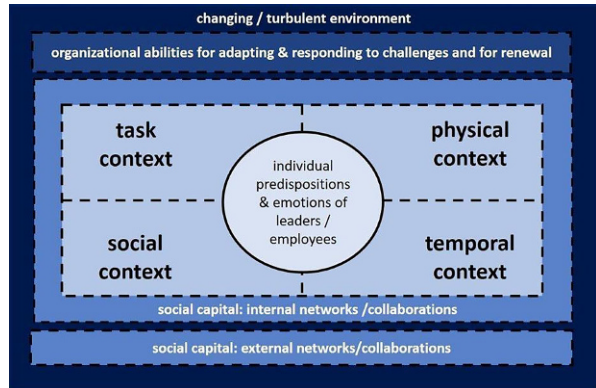 changing / turbulent environment
organizational abilities for adapting & responding to challenges and for renewal
task
context
physical
context
individual
predispositions
& emotions of
leaders /
employees
social
context
temporal
context
social capital: internal networks /collaborations
social capital: external networks/collaborations